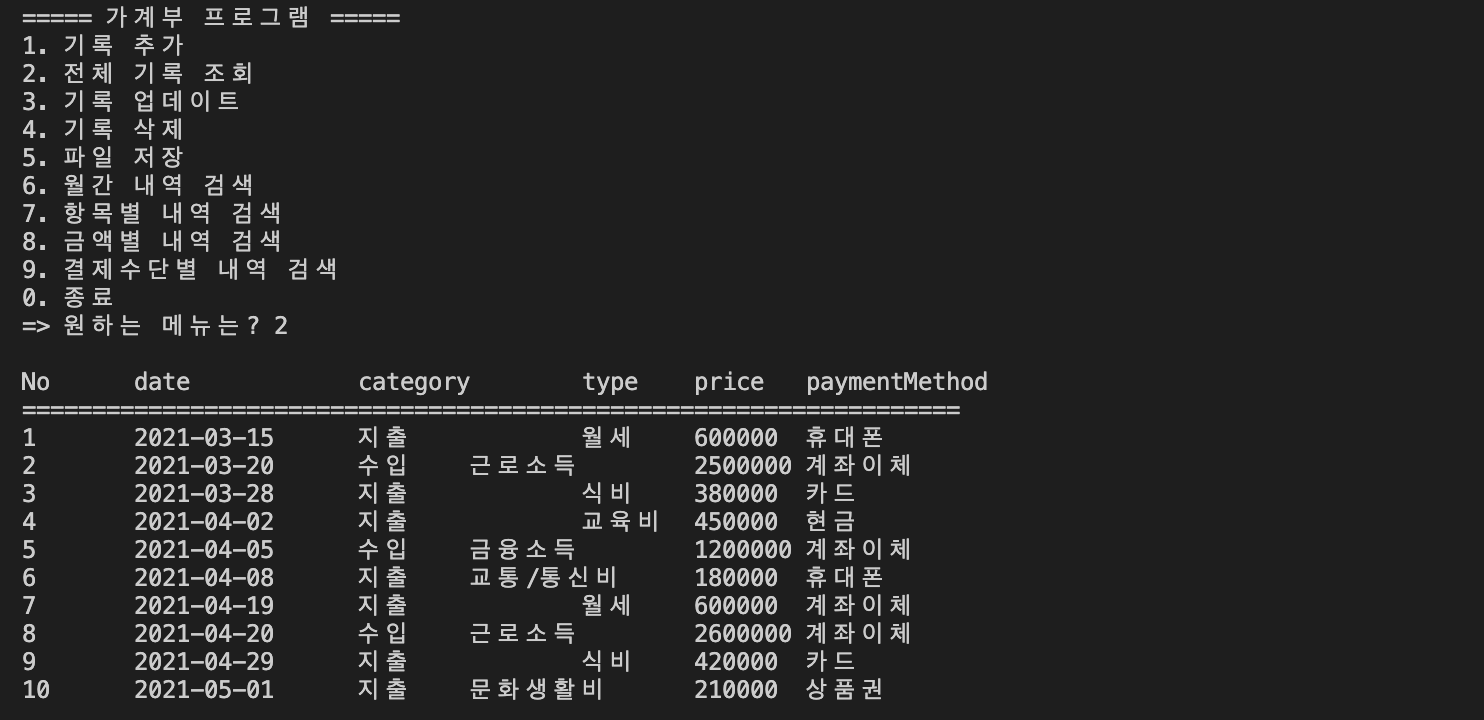 ===== 가계부 프로그램 =====
1. 기록 추가
2. 전체 기록 조회
3. 기록 업데이트
4. 기록 삭제
5. 파일 저장
6. 월간 내역 검색
7. 항목별 내역 검색
8. 금액별 내역 검색
9. 결제수단별 내역 검색
0. 종료
=> 원하는 메뉴는? 2
No date category type price paymentMethod
===================================================================
1 2021-03-15 지출 월세 600000 휴대폰
2 2021-03-20 수입 근로소득 2500000 계좌이체
3 2021-03-28 지출 식비 380000 카드
4 2021-04-02 지출 교육비 450000 현금
5 2021-04-05 수입 금융소득 1200000 계좌이체
6 2021-04-08 지출 교통/통신비 180000 휴대폰
7 2021-04-19 지출 월세 600000 계좌이체
8 2021-04-20 수입 근로소득 2600000 계좌이체
9 2021-04-29 지출 식비 420000 카드
10 2021-05-01 지출 문화생활비 210000 상품권